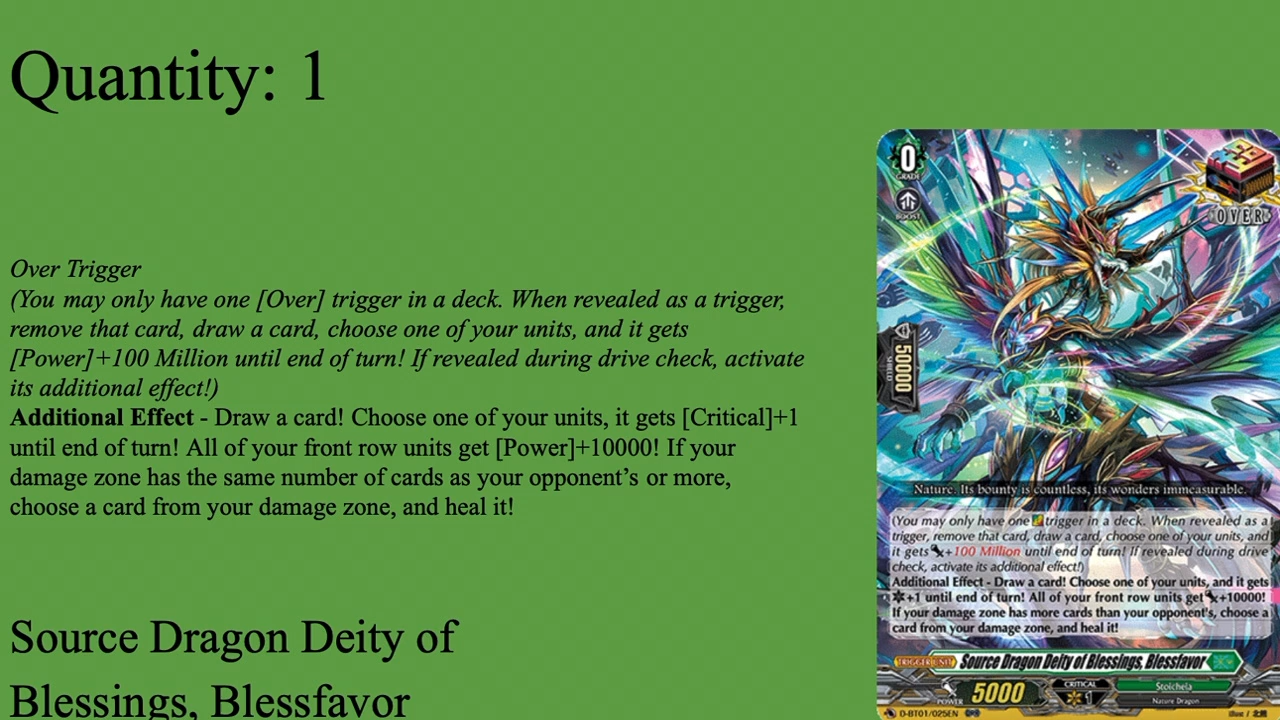 Quantity: 1
Over Trigger
(You may only have one [Over] trigger in a deck. When revealed as a trigger,
remove that card, draw a card, choose one of your units, and it gets
[Power]+100 Million until end of turn! If revealed during drive check, activate
its additional effect!)
Additional Effect - Draw a card! Choose one of your units, it gets [Critical]+1
until end of turn! All of your front row units get [Power]+10000! If your
damage zone has the same number of cards as your opponent’s or more,
choose a card from your damage zone, and heal it!
Source Dragon Deity of
Blessings, Blessfavor
0
GRADE
BOOST
OVER
50000
SHIELD
Nature. Its bounty is countless, its wonders immeasurable.
(You may only have one trigger in a deck. When revealed as a
trigger, remove that card, draw a card, choose one of your units, and
it gets +100 Million until end of turn! If revealed during drive
check, activate its additional effect!)
Additional Effect - Draw a card! Choose one of your units, and it gets
+1 until end of turn! All of your front row units get +10000!
If your damage zone has more cards than your opponent's, choose a
card from your damage zone, and heal it!
TRIGGER UNIT Source Dragon Deity of Blessings, Blessfavor
POWER 5000 CRITICAL 1 Stoicheia
Nature Dragon
D-BT01/025EN